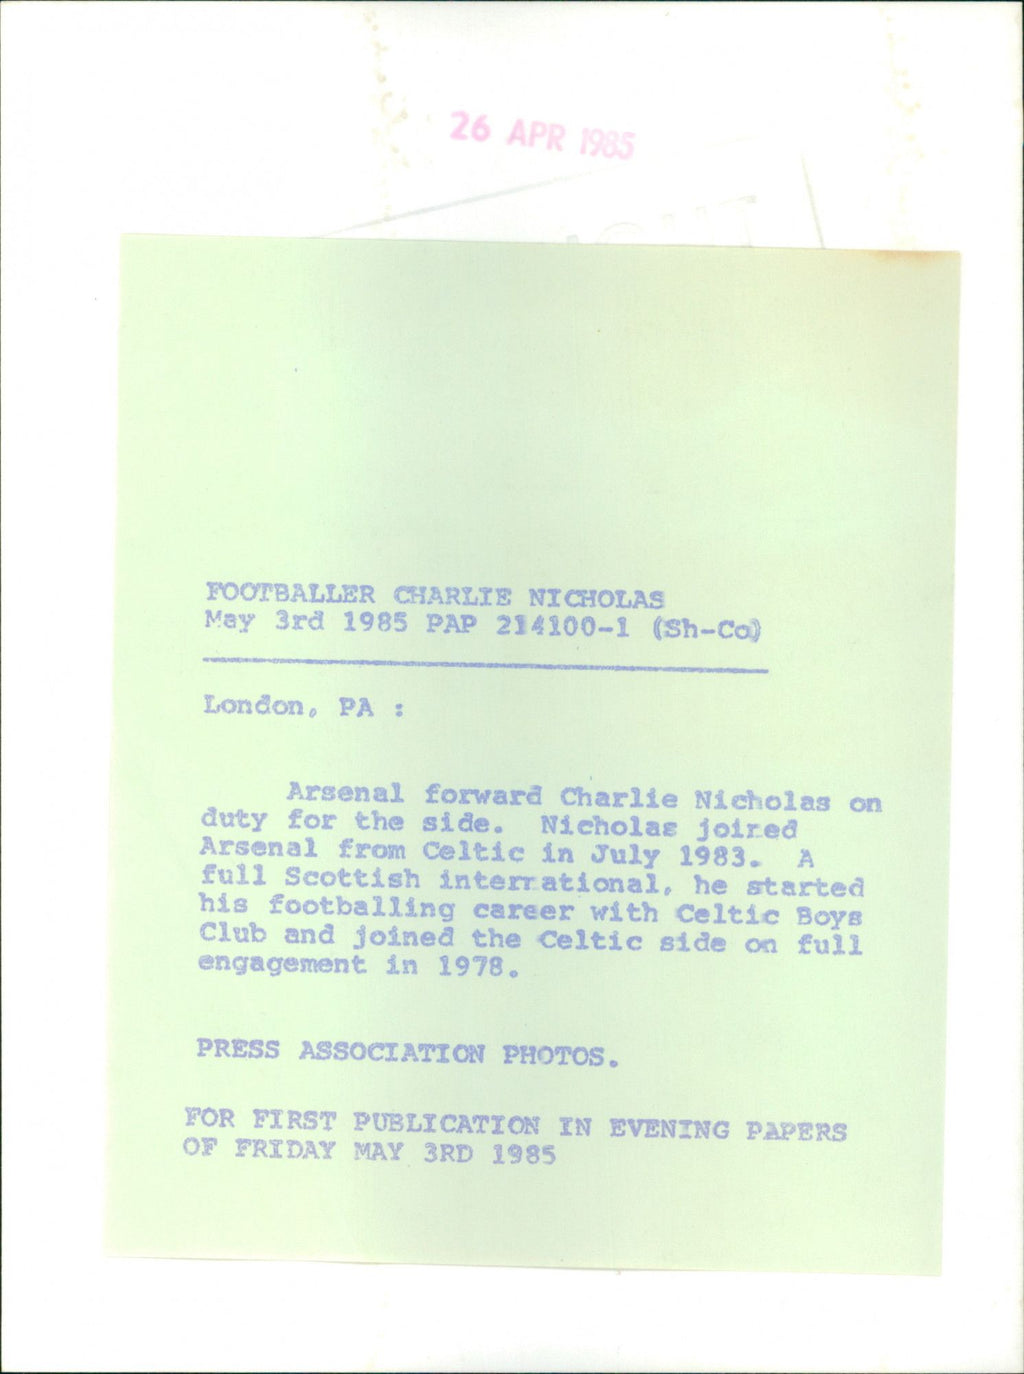 26 APR 1985
FOOTBALLER CHARLIE NICHOLAS
May 3rd 1985 PAP 214100-1 (Sh-Co)
London, PA :
Arsenal forward Charlie Nicholas on
duty for the side. Nicholas joined
Arsenal from Celtic in July 1983. A
full Scottish international, he started
his footballing career with Celtic Boys
Club and joined the Celtic side on full
engagement in 1978.
PRESS ASSOCIATION PHOTOS.
FOR FIRST PUBLICATION IN EVENING PAPERS
OF FRIDAY MAY 3RD 1985